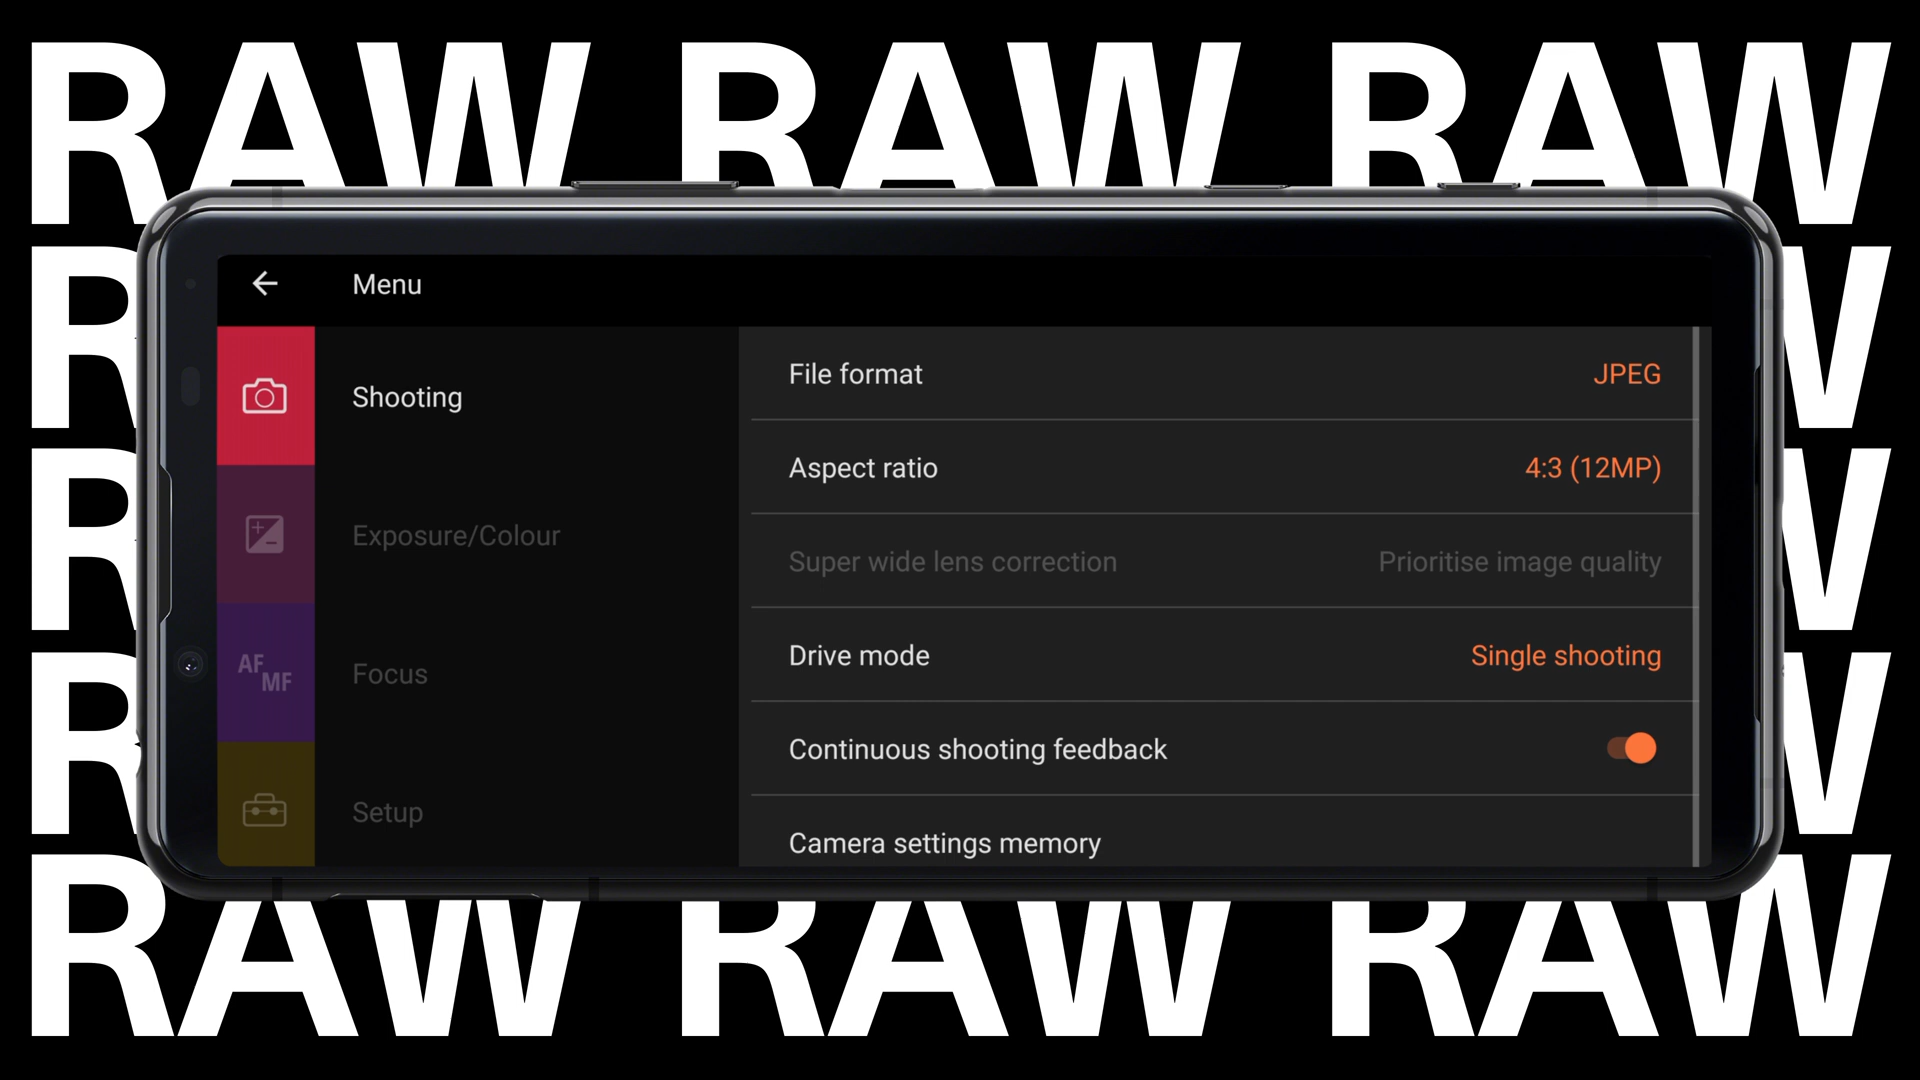 RAW RAW RAW
Menu
Shooting
Exposure/Colour
AF MF
Focus
Setup
File format JPEG
Aspect ratio 4:3 (12MP)
Super wide lens correction Prioritise image quality
Drive mode Single shooting
Continuous shooting feedback
Camera settings memory
RAW RAW RAW